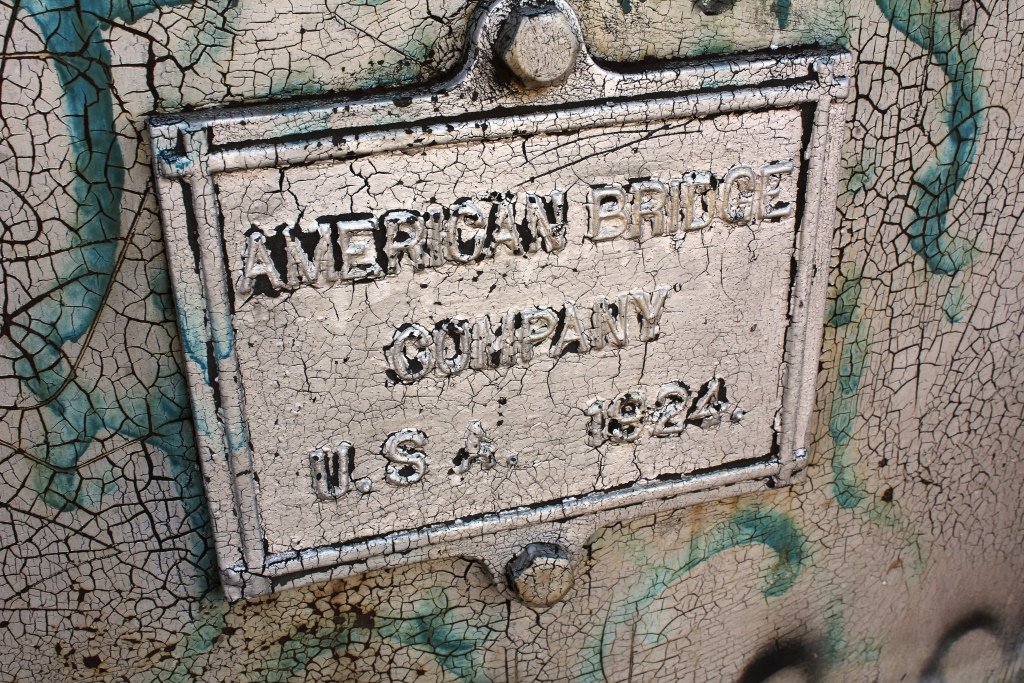 AMERICAN BRIDGE
COMPANY
U.S.A. 1924.